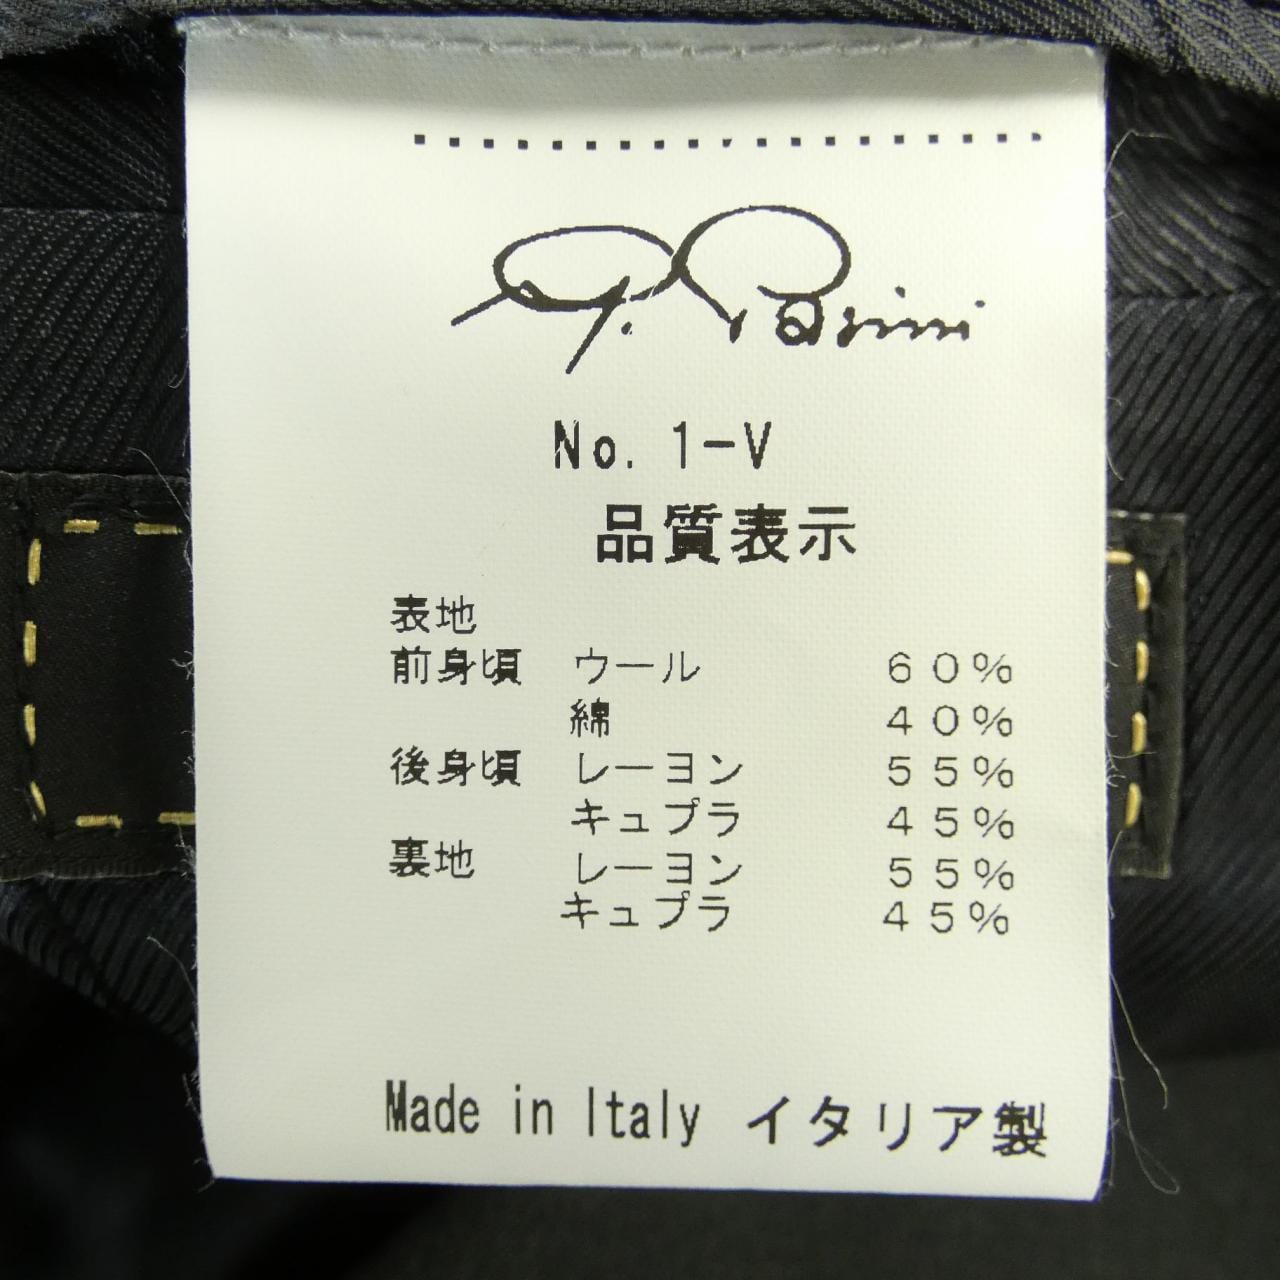 G. Parini
No. 1-V
品質表示
表地
前身頃 ウール 60%
綿 40%
後身頃 レーヨン 55%
キュプラ 45%
裏地 レーヨン 55%
キュプラ 45%
Made in Italy イタリア製